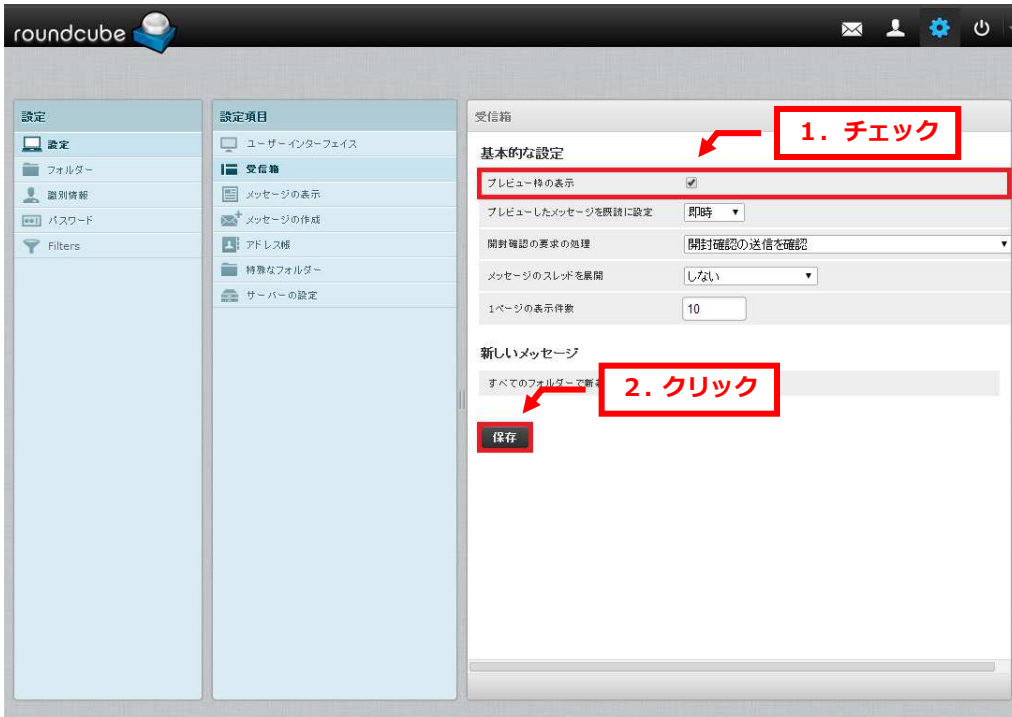 roundcube
設定
設定
フォルダー
識別情報
パスワード
Filters
設定項目
ユーザーインターフェイス
受信箱
メッセージの表示
メッセージの作成
アドレス帳
特殊なフォルダー
サーバーの設定
受信箱
1. チェック
基本的な設定
プレビュー枠の表示
プレビューしたメッセージを既読に設定
即時
開封確認の要求の処理
開封確認の送信を確認
メッセージのスレッドを展開
しない
1ページの表示件数
10
新しいメッセージ
すべてのフォルダーで新
2. クリック
保存